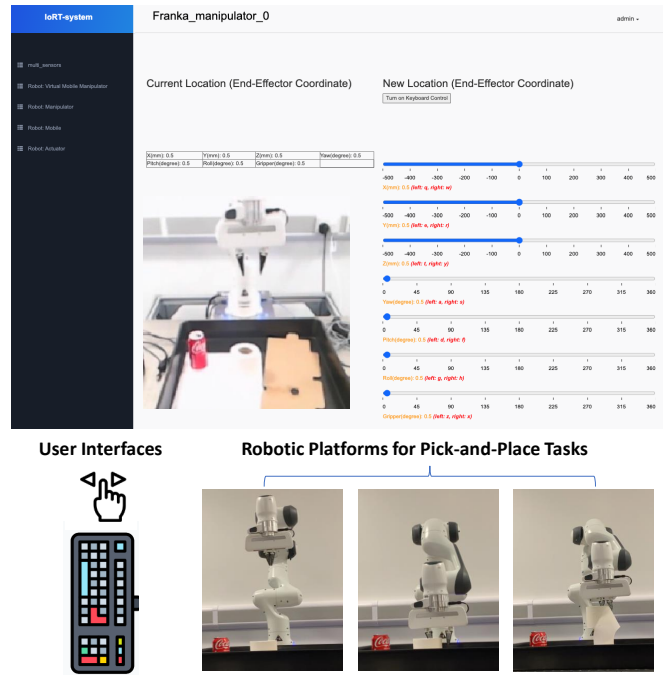 IoRT-system
Franka_manipulator_0
admin
multi_sensors
Robot: Virtual Mobile Manipulator
Robot: Manipulator
Robot: Mobile
Robot: Actuator
Current Location (End-Effector Coordinate)
X(mm): 0.5 Y(mm): 0.5 Z(mm): 0.5 Yaw(degree): 0.5
Pitch(degree): 0.5 Roll(degree): 0.5 Gripper(degree): 0.5
New Location (End-Effector Coordinate)
Turn on Keyboard Control
-500 -400 -300 -200 -100 0 100 200 300 400 500
X(mm): 0.5 (left: q, right: w)
-500 -400 -300 -200 -100 0 100 200 300 400 500
Y(mm): 0.5 (left: e, right: r)
-500 -400 -300 -200 -100 0 100 200 300 400 500
Z(mm): 0.5 (left: t, right: y)
0 45 90 135 180 225 270 315 360
Yaw(degree): 0.5 (left: a, right: s)
0 45 90 135 180 225 270 315 360
Pitch(degree): 0.5 (left: d, right: f)
0 45 90 135 180 225 270 315 360
Roll(degree): 0.5 (left: g, right: h)
0 45 90 135 180 225 270 315 360
Gripper(degree): 0.5 (left: z, right: x)
User Interfaces
Robotic Platforms for Pick-and-Place Tasks